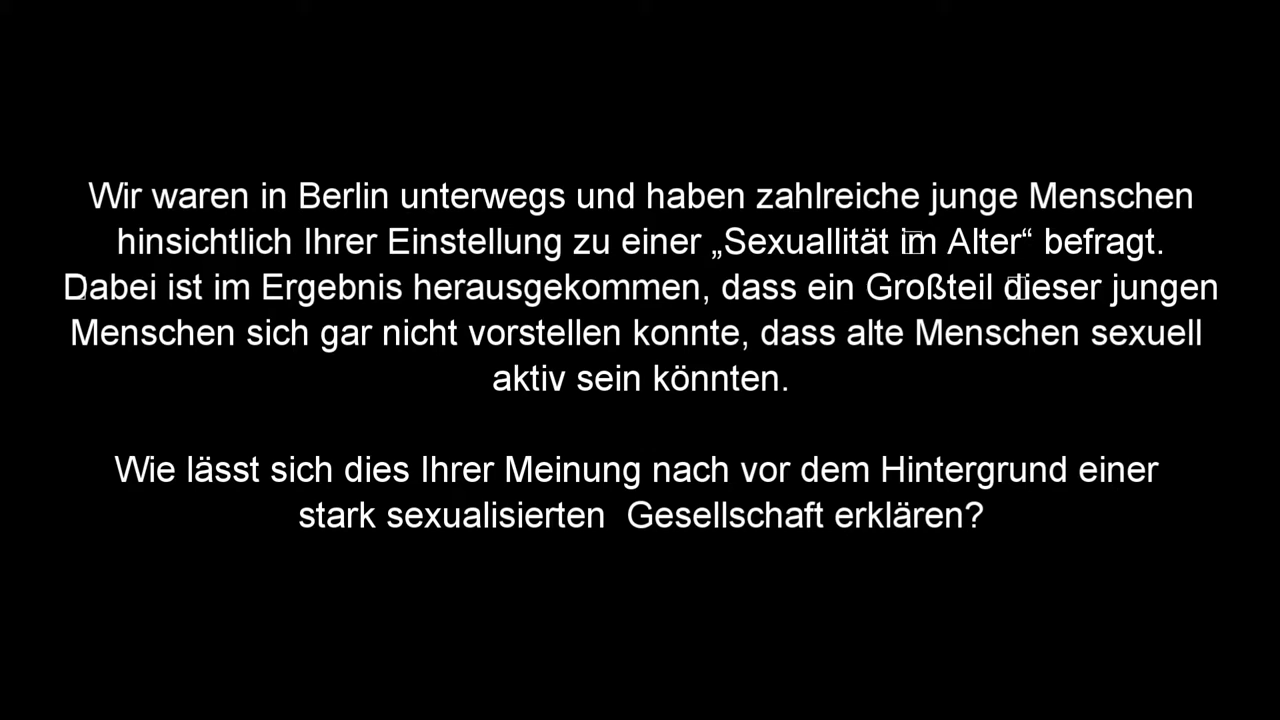 Wir waren in Berlin unterwegs und haben zahlreiche junge Menschen
hinsichtlich Ihrer Einstellung zu einer „Sexuallität im Alter“ befragt.
Dabei ist im Ergebnis herausgekommen, dass ein Großteil dieser jungen
Menschen sich gar nicht vorstellen konnte, dass alte Menschen sexuell
aktiv sein könnten.
Wie lässt sich dies Ihrer Meinung nach vor dem Hintergrund einer
stark sexualisierten  Gesellschaft erklären?